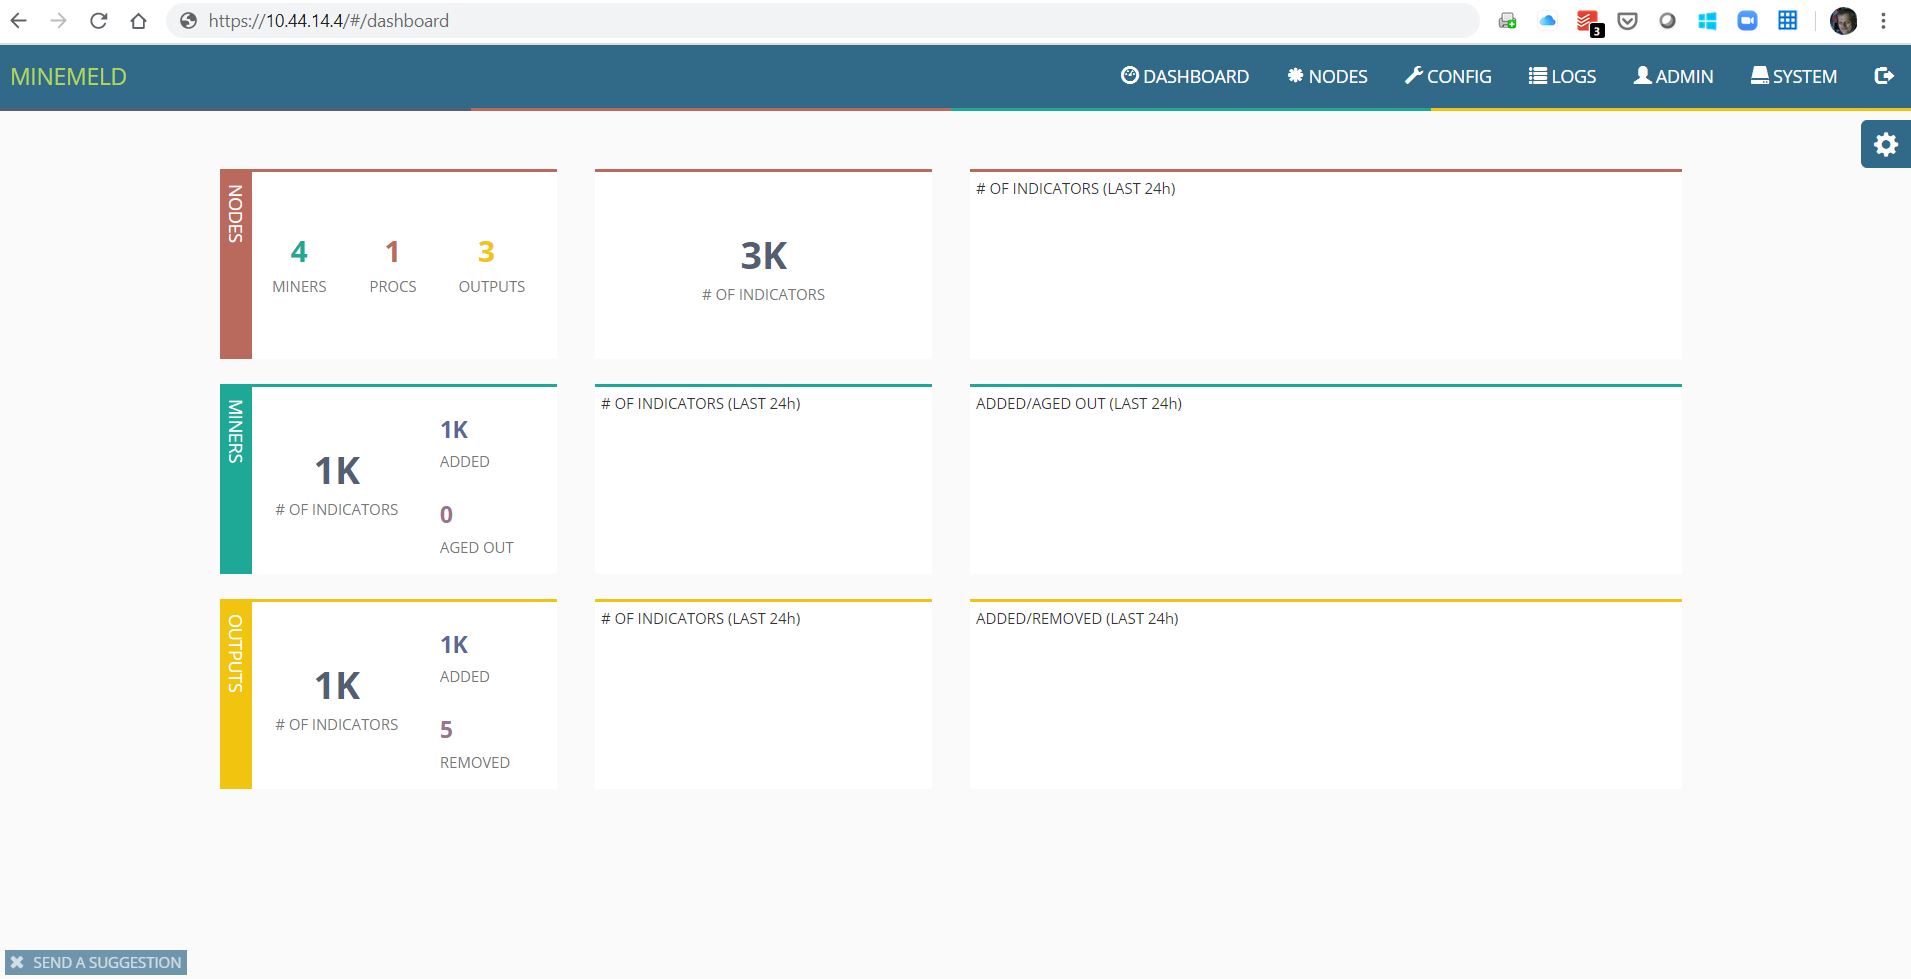 https://10.44.14.4/#/dashboard
3
MINEMELD
DASHBOARD
NODES
CONFIG
LOGS
ADMIN
SYSTEM
NODES
4
MINERS
1
PROCS
3
OUTPUTS
3K
# OF INDICATORS
# OF INDICATORS (LAST 24h)
MINERS
1K
# OF INDICATORS
1K
ADDED
0
AGED OUT
# OF INDICATORS (LAST 24h)
ADDED/AGED OUT (LAST 24h)
OUTPUTS
1K
# OF INDICATORS
1K
ADDED
5
REMOVED
# OF INDICATORS (LAST 24h)
ADDED/REMOVED (LAST 24h)
SEND A SUGGESTION